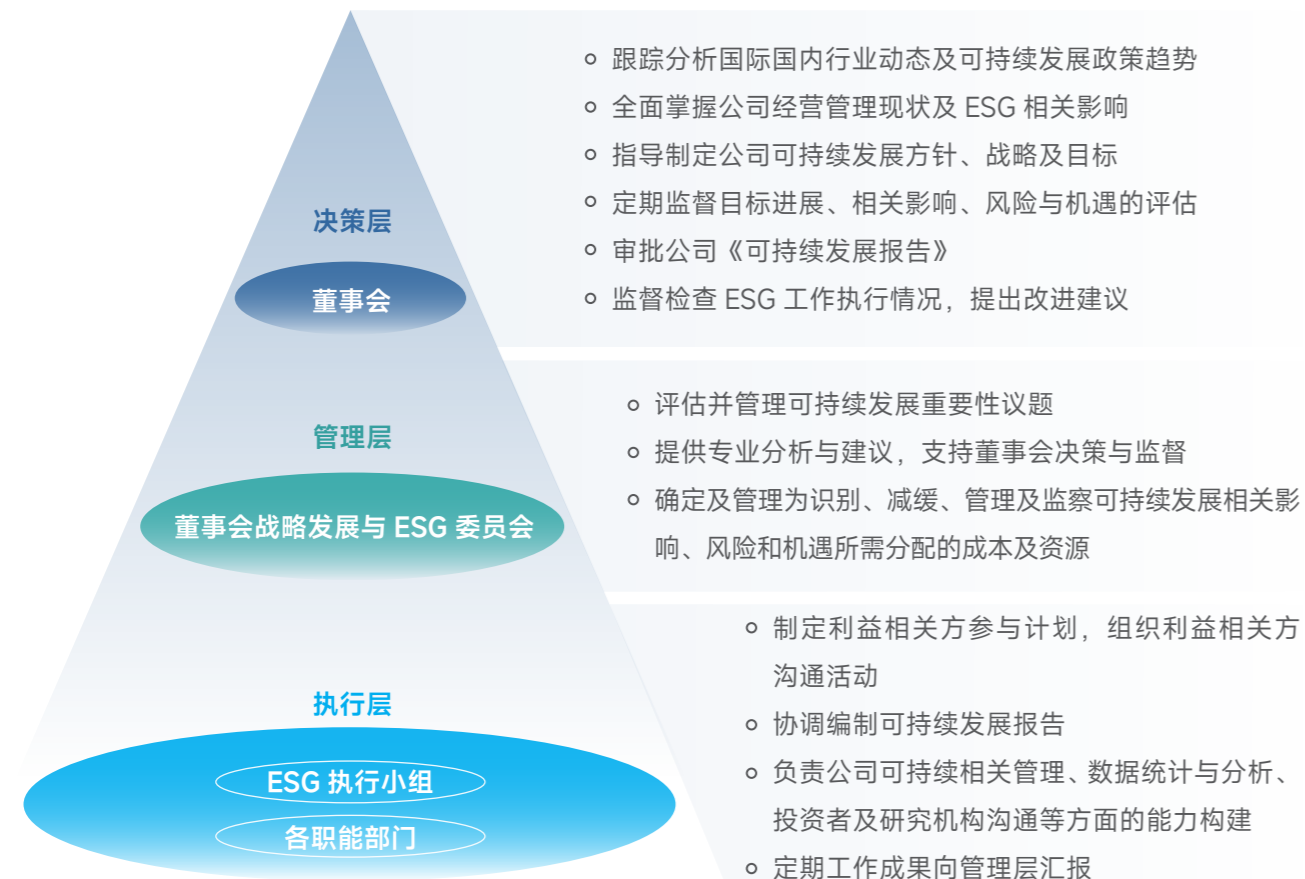 决策层
董事会
跟踪分析国际国内行业动态及可持续发展政策趋势
全面掌握公司经营管理现状及 ESG 相关影响
指导制定公司可持续发展方针、战略及目标
定期监督目标进展、相关影响、风险与机遇的评估
审批公司《可持续发展报告》
监督检查 ESG 工作执行情况，提出改进建议
管理层
董事会战略发展与 ESG 委员会
评估并管理可持续发展重要性议题
提供专业分析与建议，支持董事会决策与监督
确定及管理为识别、减缓、管理及监察可持续发展相关影
响、风险和机遇所需分配的成本及资源
执行层
ESG 执行小组
各职能部门
制定利益相关方参与计划，组织利益相关方
沟通活动
协调编制可持续发展报告
负责公司可持续相关管理、数据统计与分析、
投资者及研究机构沟通等方面的能力构建
定期工作成果向管理层汇报